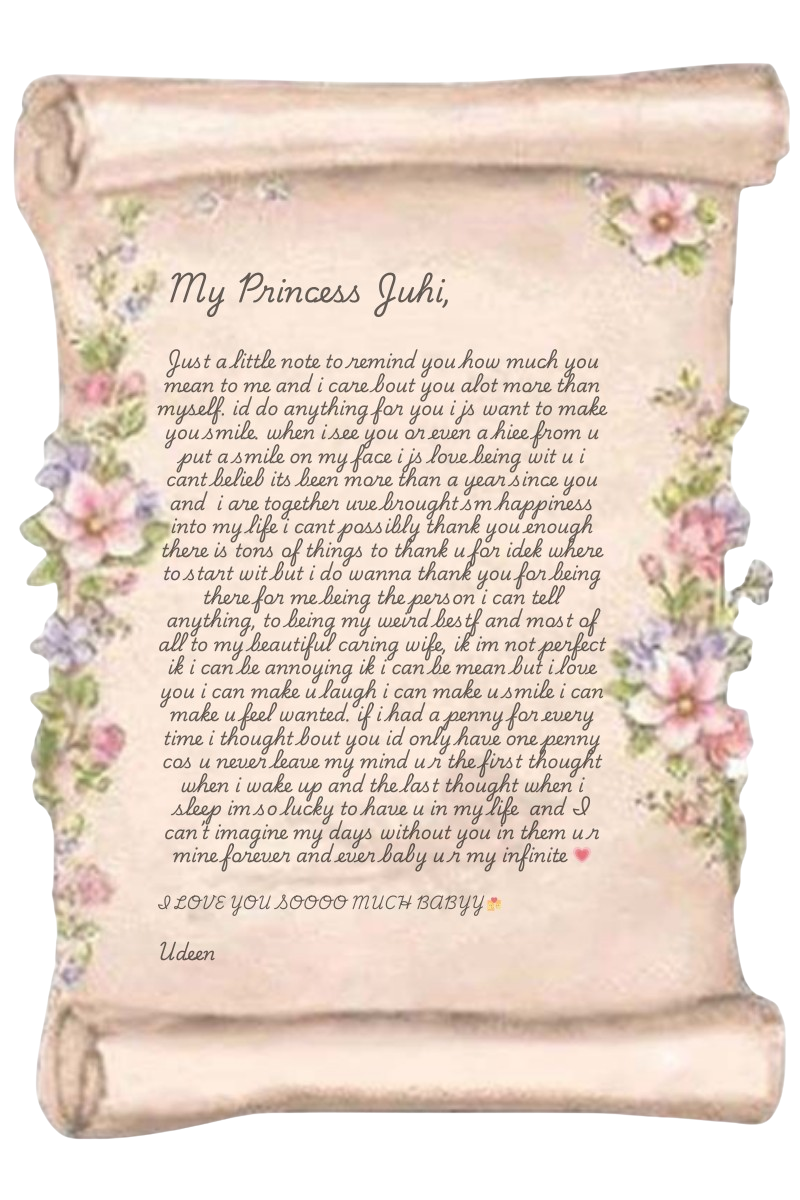 My Princess Juhi,
Just a little note to remind you how much you
mean to me and i care bout you alot more than
myself. id do anything for you i js want to make
you smile. when i see you or even a hiee from u
put a smile on my face i js love being wit u i
cant belieb its been more than a year since you
and i are together uve brought sm happiness
into my life i cant possibly thank you enough
there is tons of things to thank u for idek where
to start wit but i do wanna thank you for being
there for me being the person i can tell
anything, to being my weird bestf and most of
all to my beautiful caring wife, ik im not perfect
ik i can be annoying ik i can be mean but i love
you i can make u laugh i can make u smile i can
make u feel wanted. if i had a penny for every
time i thought bout you id only have one penny
cos u never leave my mind u r the first thought
when i wake up and the last thought when i
sleep im so lucky to have u in my life and I
can't imagine my days without you in them u r
mine forever and ever baby u r my infinite 💗
I LOVE YOU SOOOO MUCH BABYY💏
Udeen